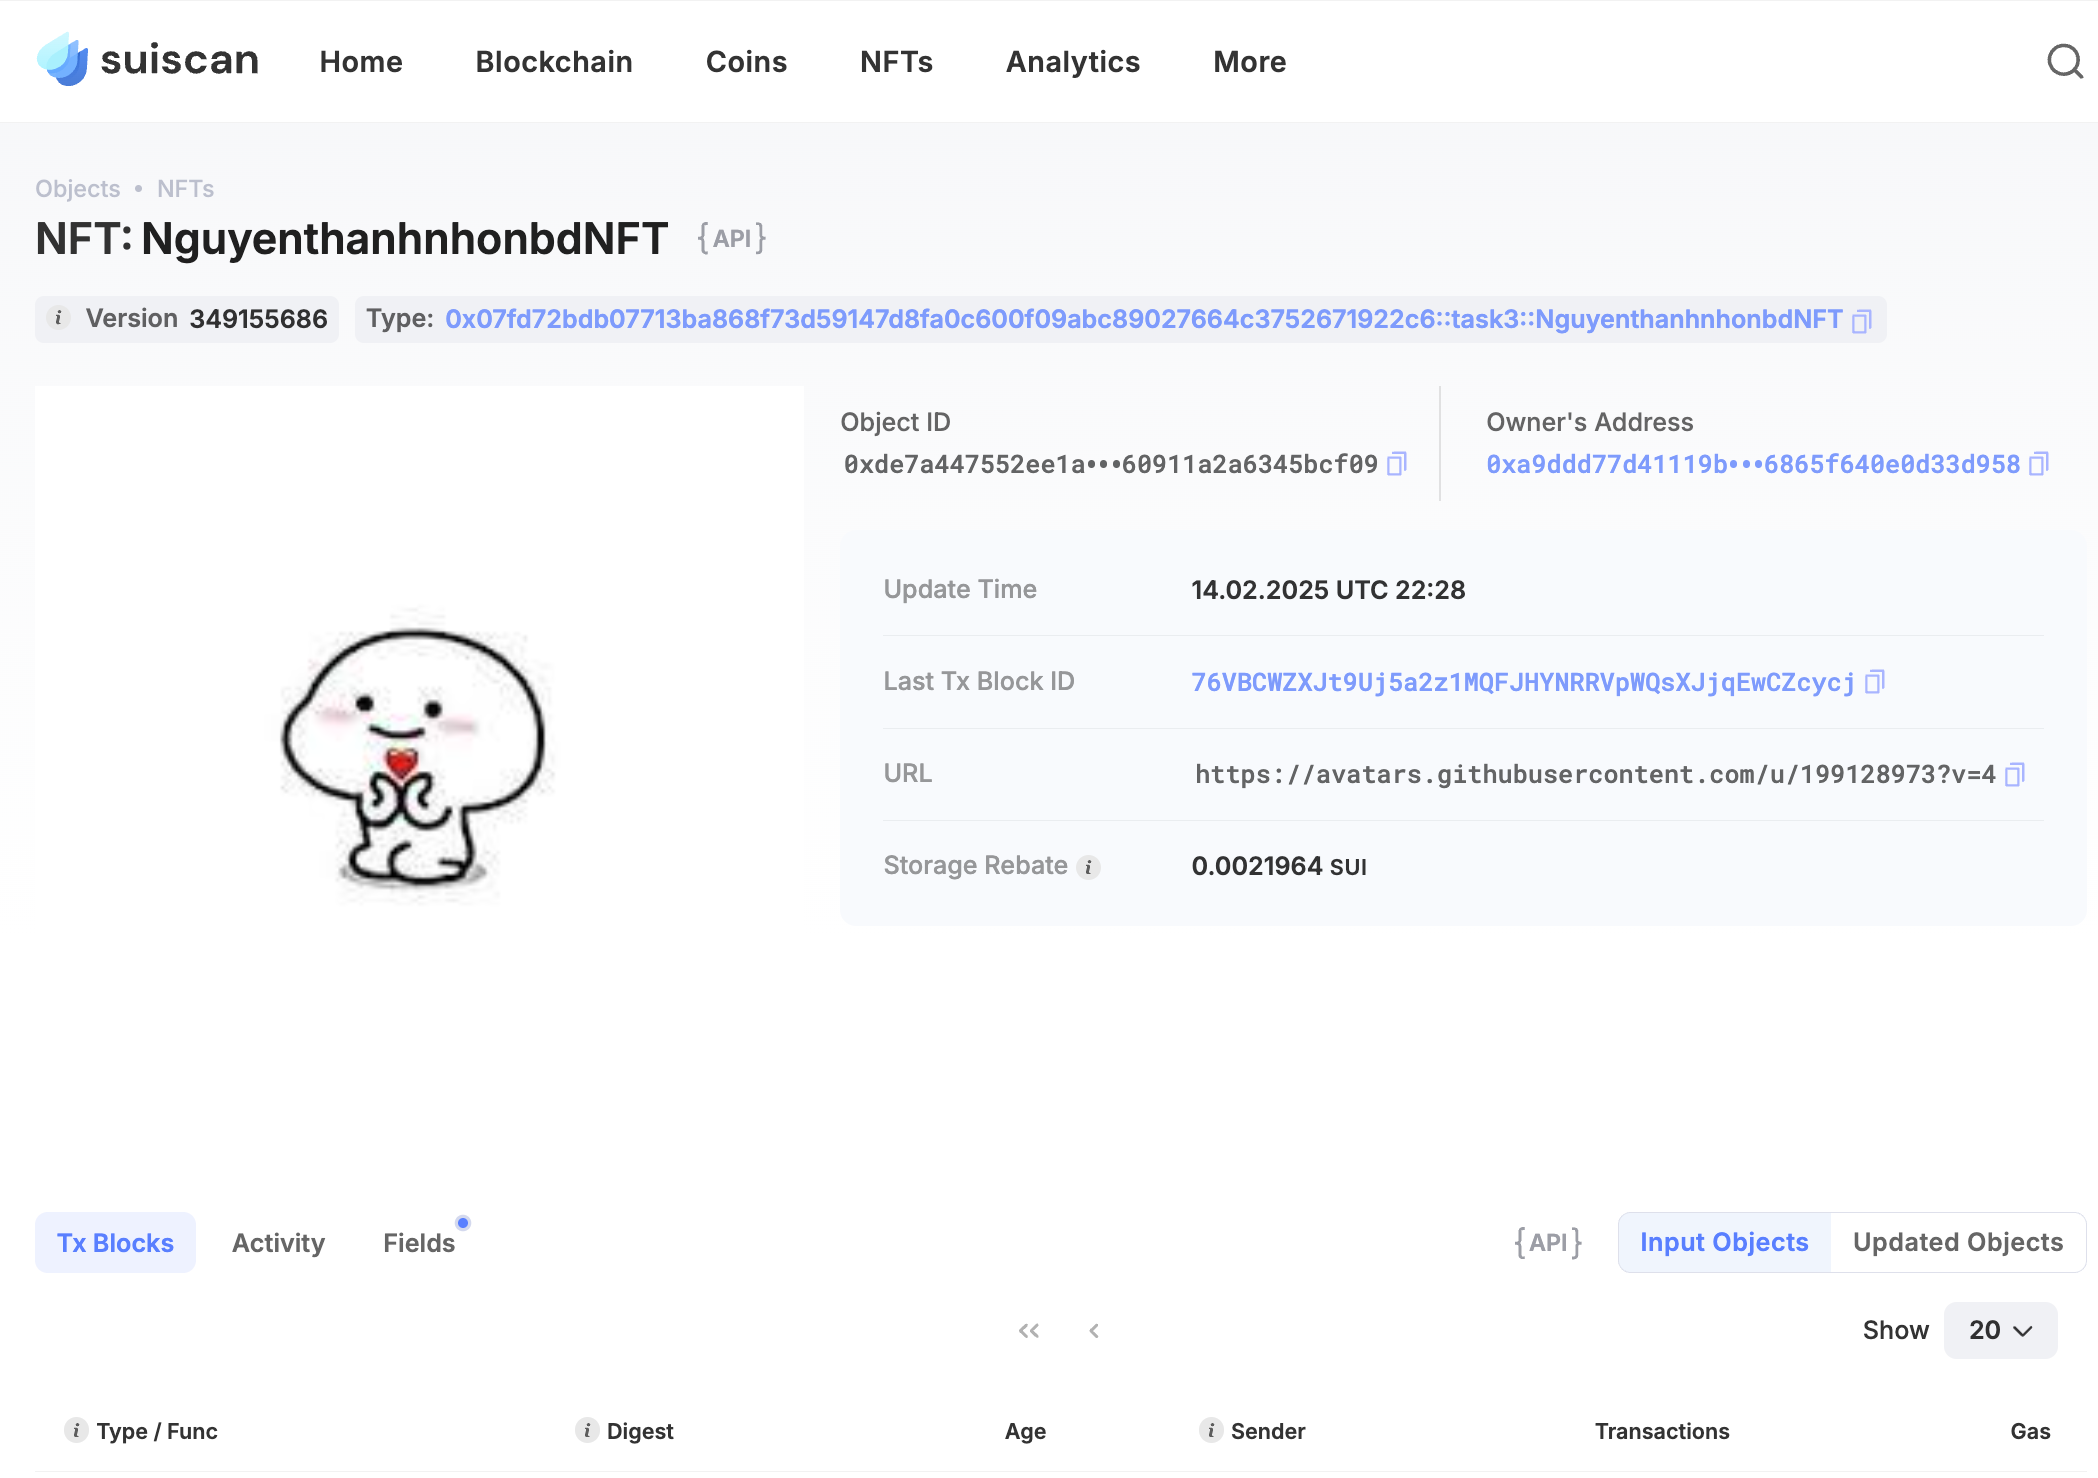 suiscan Home Blockchain Coins NFTs Analytics More
Objects • NFTs
NFT: NguyenthanhnhonbdNFT {API}
i Version 349155686 Type: 0x07fd72bdb07713ba868f73d59147d8fa0c600f09abc89027664c3752671922c6::task3::NguyenthanhnhonbdNFT
Object ID
0xde7a447552ee1a•••60911a2a6345bcf09
Owner's Address
0xa9ddd77d41119b•••6865f640e0d33d958
Update Time 14.02.2025 UTC 22:28
Last Tx Block ID 76VBCWZXJt9Uj5a2z1MQFJHYNRRVpWQsXJjqEwCZcycj
URL https://avatars.githubusercontent.com/u/199128973?v=4
Storage Rebate i 0.0021964 SUI
Tx Blocks Activity Fields {API} Input Objects Updated Objects
Show 20
i Type / Func i Digest Age i Sender Transactions Gas